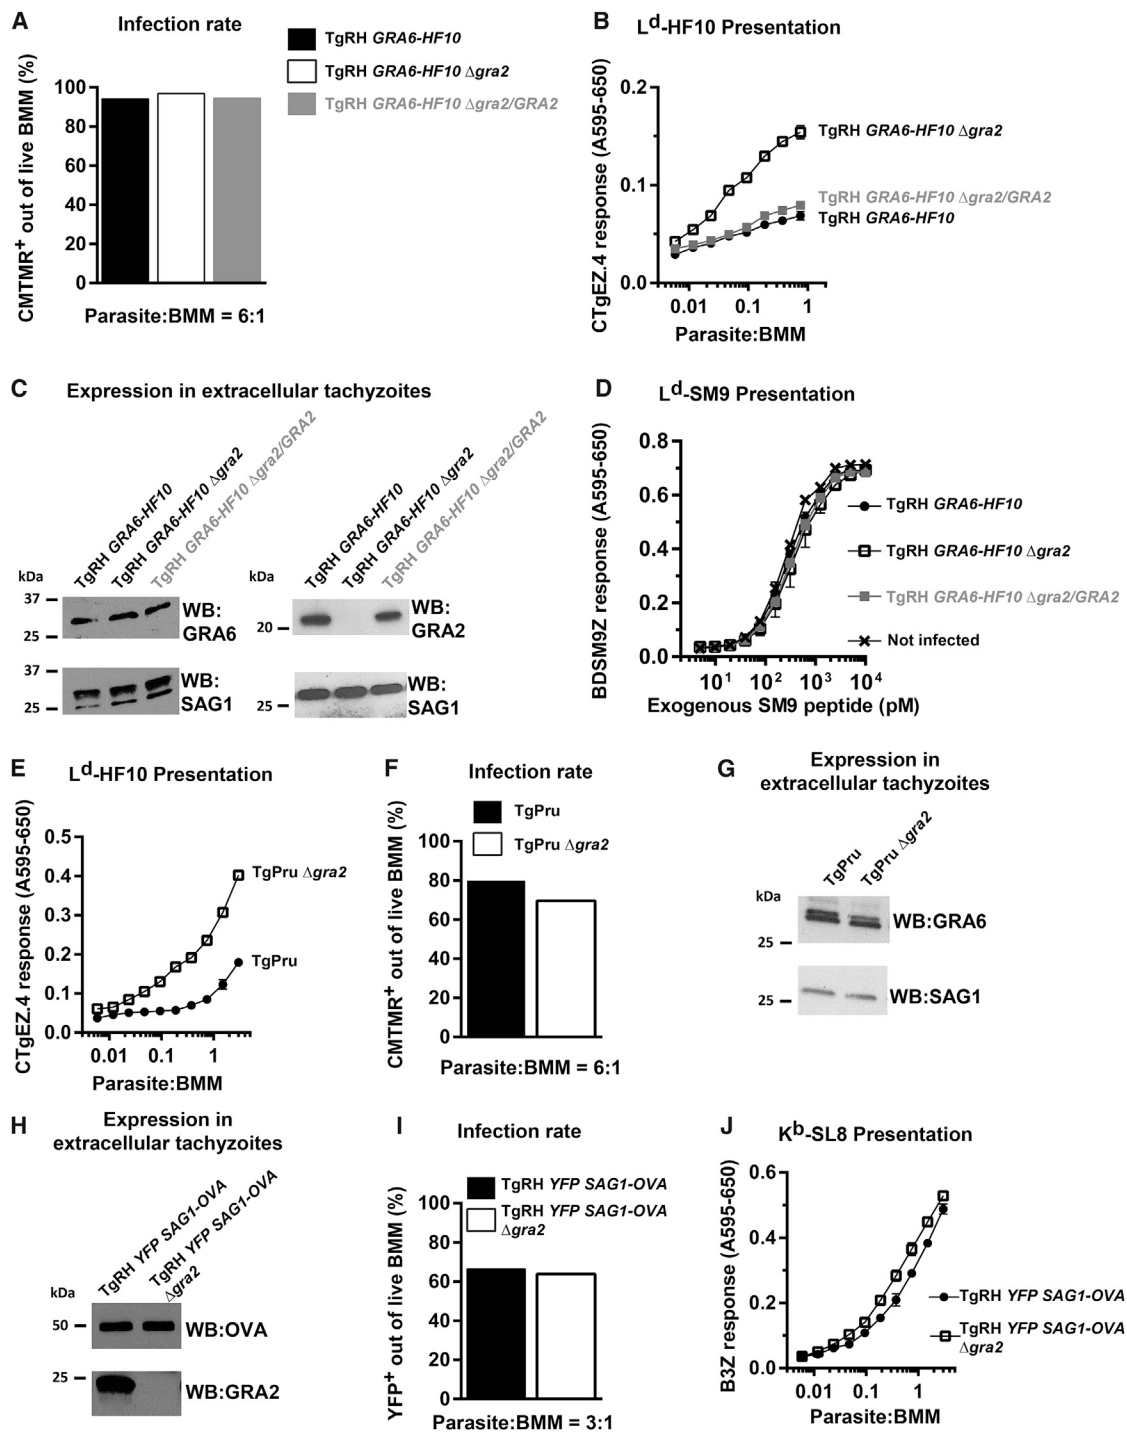 A
Infection rate
CMTMR+ out of live BMM (%)
100
80
60
40
20
0
Parasite:BMM = 6:1
TgRH GRA6-HF10
TgRH GRA6-HF10 Δgra2
TgRH GRA6-HF10 Δgra2/GRA2
B
Ld-HF10 Presentation
CTgEZ.4 response (A595-650)
0.2
0.1
0.0
0.01
0.1
1
Parasite:BMM
TgRH GRA6-HF10 Δgra2
TgRH GRA6-HF10 Δgra2/GRA2
TgRH GRA6-HF10
C
Expression in extracellular tachyzoites
TgRH GRA6-HF10
TgRH GRA6-HF10 Δgra2
TgRH GRA6-HF10 Δgra2/GRA2
kDa
37
25
WB:
GRA6
37
25
WB:
SAG1
TgRH GRA6-HF10
TgRH GRA6-HF10 Δgra2
TgRH GRA6-HF10 Δgra2/GRA2
kDa
20
WB:
GRA2
25
WB:
SAG1
D
Ld-SM9 Presentation
BDSM9Z response (A595-650)
0.8
0.6
0.4
0.2
0.0
10^1
10^2
10^3
10^4
Exogenous SM9 peptide (pM)
TgRH GRA6-HF10
TgRH GRA6-HF10 Δgra2
TgRH GRA6-HF10 Δgra2/GRA2
Not infected
E
Ld-HF10 Presentation
CTgEZ.4 response (A595-650)
0.5
0.4
0.3
0.2
0.1
0.0
0.01
0.1
1
Parasite:BMM
TgPru Δgra2
TgPru
F
Infection rate
TgPru
TgPru Δgra2
CMTMR+ out of live BMM (%)
100
80
60
40
20
0
Parasite:BMM = 6:1
G
Expression in
extracellular tachyzoites
TgPru
TgPru Δgra2
kDa
25
WB:GRA6
25
WB:SAG1
H
Expression in
extracellular tachyzoites
TgRH YFP SAG1-OVA
TgRH YFP SAG1-OVA
Δgra2
kDa
50
WB:OVA
25
WB:GRA2
I
Infection rate
TgRH YFP SAG1-OVA
TgRH YFP SAG1-OVA
Δgra2
YFP+ out of live BMM (%)
100
80
60
40
20
0
Parasite:BMM = 3:1
J
Kb-SL8 Presentation
B3Z response (A595-650)
0.6
0.4
0.2
0.0
0.01
0.1
1
Parasite:BMM
TgRH YFP SAG1-OVA
TgRH YFP SAG1-OVA
Δgra2